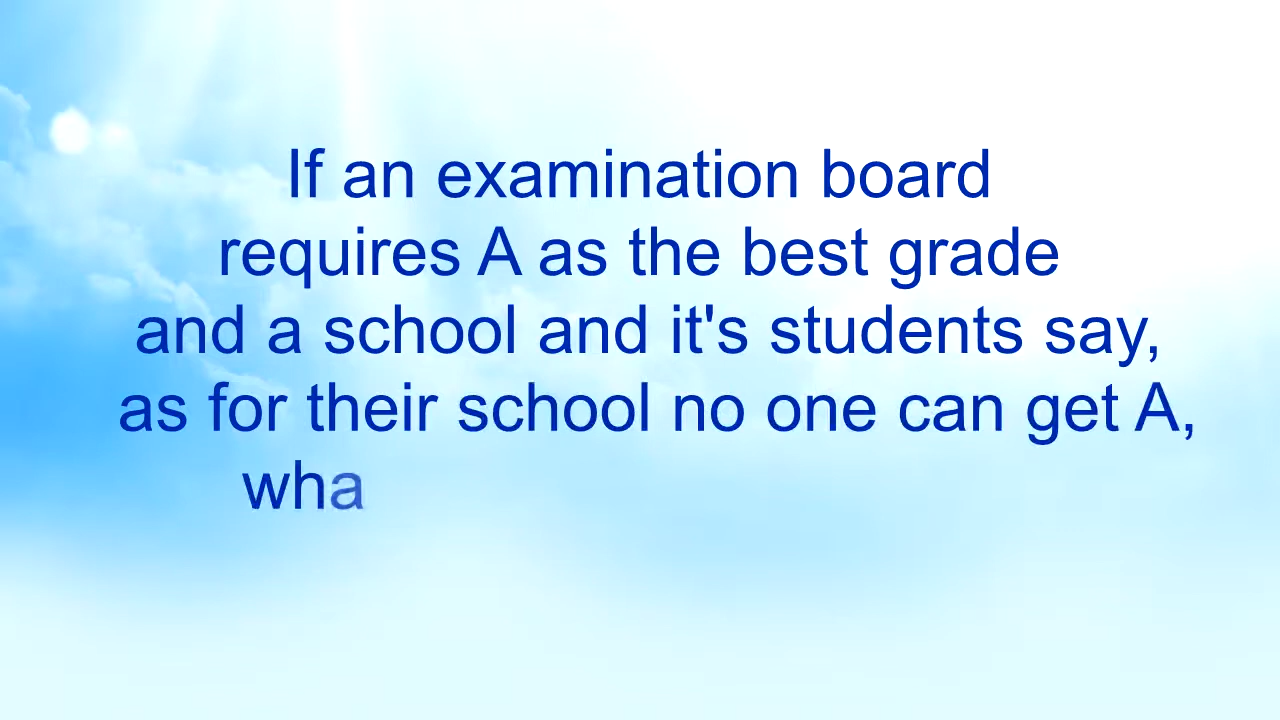 If an examination board
requires A as the best grade
and a school and it's students say,
as for their school no one can get A,
wha